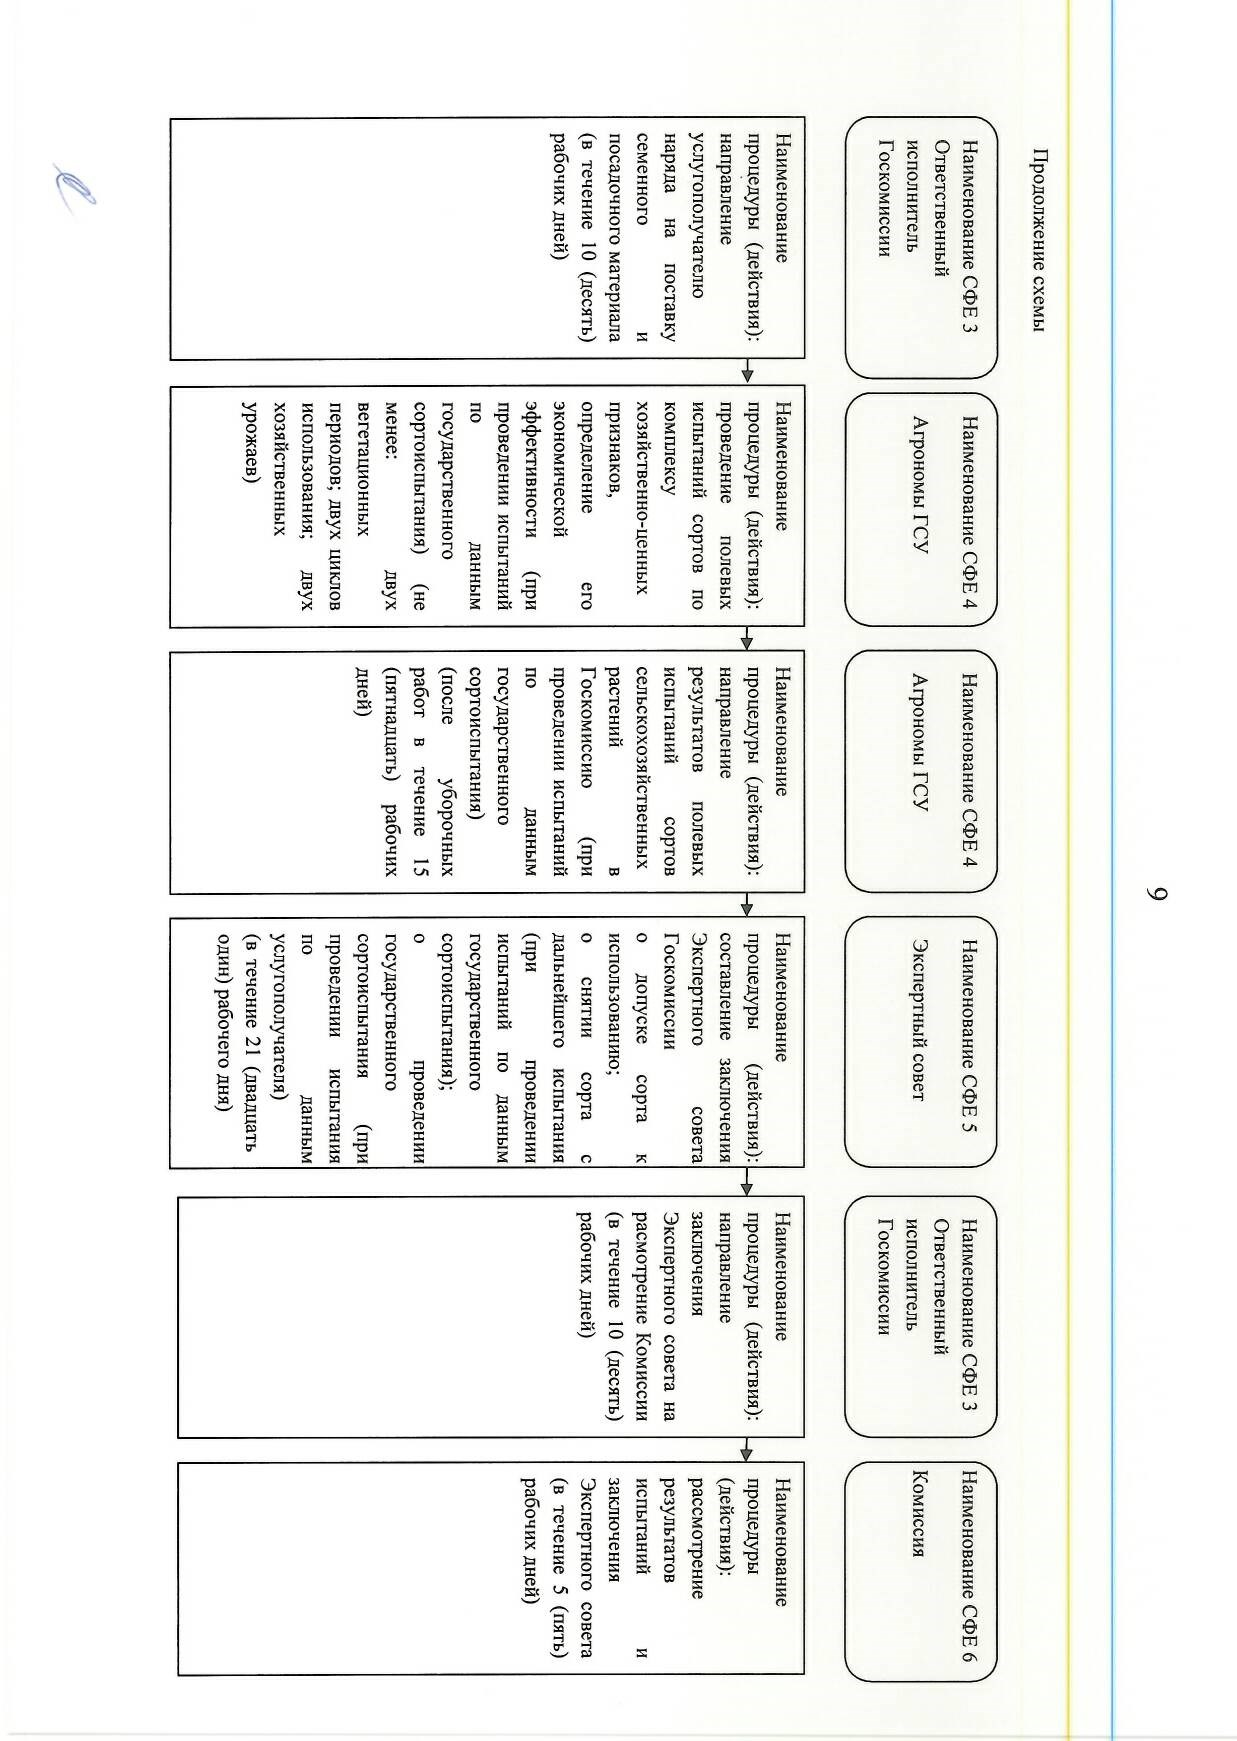 9
Продолжение схемы
Наименование СФЕ 3
Ответственный
исполнитель
Госкомиссии
Наименование СФЕ 4
Агрономы ГСУ
Наименование СФЕ 4
Агрономы ГСУ
Наименование СФЕ 5
Экспертный совет
Наименование СФЕ 3
Ответственный
исполнитель
Госкомиссии
Наименование СФЕ 6
Комиссия
Наименование
процедуры (действия):
направление
услугополучателю
наряда на поставку
семенного и
посадочного материала
(в течение 10 (десять)
рабочих дней)
Наименование
процедуры (действия):
проведение полевых
испытаний сортов по
комплексу
хозяйственно-ценных
признаков,
определение его
экономической
эффективности (при
проведении испытаний
по данным
государственного
сортоиспытания) (не
менее: двух
вегетационных
периодов; двух циклов
использования; двух
хозяйственных
урожаев)
Наименование
процедуры (действия):
направление
результатов полевых
испытаний сортов
сельскохозяйственных
растений в
Госкомиссию (при
проведении испытаний
по данным
государственного
сортоиспытания)
(после уборочных
работ в течение 15
(пятнадцать) рабочих
дней)
Наименование
процедуры (действия):
составление заключения
Экспертного совета
Госкомиссии
о допуске сорта к
использованию;
о снятии сорта с
дальнейшего испытания
(при проведении
испытаний по данным
государственного
сортоиспытания);
о проведении
государственного
сортоиспытания (при
проведении испытания
по данным
услугополучателя)
(в течение 21 (двадцать
один) рабочего дня)
Наименование
процедуры (действия):
направление
заключения
Экспертного совета на
расмотрение Комиссии
(в течение 10 (десять)
рабочих дней)
Наименование
процедуры
(действия):
рассмотрение
результатов
испытаний и
заключения
Экспертного совета
(в течение 5 (пять)
рабочих дней)